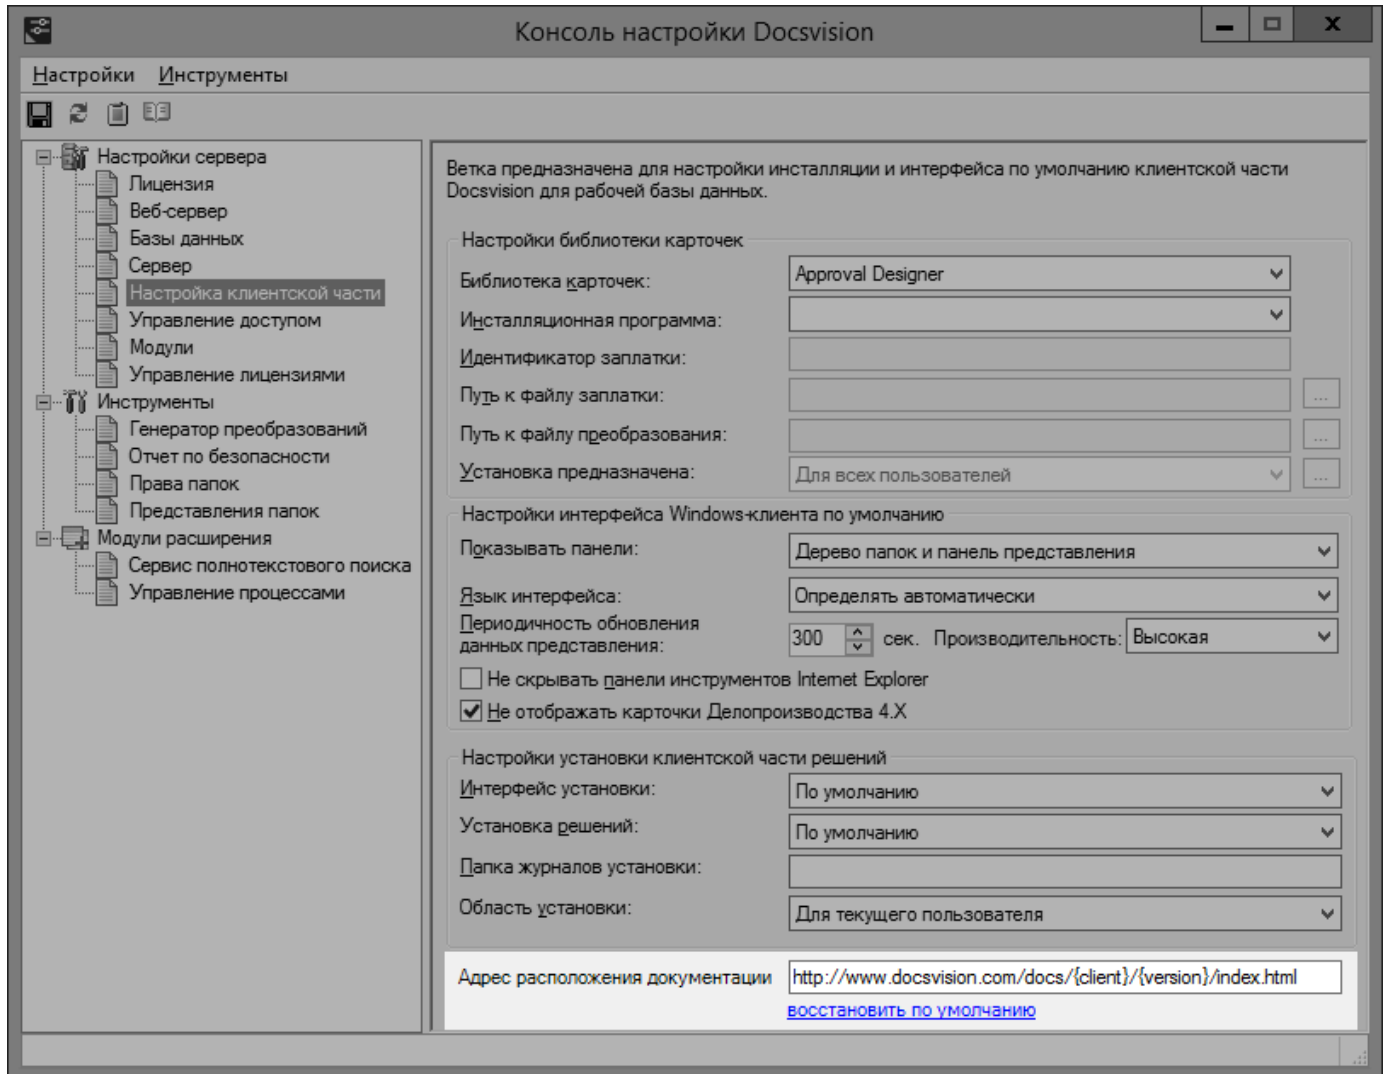 Консоль настройки Docsvision
Настройки Инструменты
Настройки сервера
Лицензия
Веб-сервер
Базы данных
Сервер
Настройка клиентской части
Управление доступом
Модули
Управление лицензиями
Инструменты
Генератор преобразований
Отчет по безопасности
Права папок
Представления папок
Модули расширения
Сервис полнотекстового поиска
Управление процессами
Ветка предназначена для настройки инсталляции и интерфейса по умолчанию клиентской части
Docsvision для рабочей базы данных.
Настройки библиотеки карточек
Библиотека карточек: Approval Designer
Инсталляционная программа:
Идентификатор заплатки:
Путь к файлу заплатки: ...
Путь к файлу преобразования: ...
Установка предназначена: Для всех пользователей ...
Настройки интерфейса Windows-клиента по умолчанию
Показывать панели: Дерево папок и панель представления
Язык интерфейса: Определять автоматически
Периодичность обновления
данных представления: 300 сек. Производительность: Высокая
Не скрывать панели инструментов Internet Explorer
Не отображать карточки Делопроизводства 4.X
Настройки установки клиентской части решений
Интерфейс установки: По умолчанию
Установка решений: По умолчанию
Папка журналов установки:
Область установки: Для текущего пользователя
Адрес расположения документации http://www.docsvision.com/docs/{client}/{version}/index.html
восстановить по умолчанию